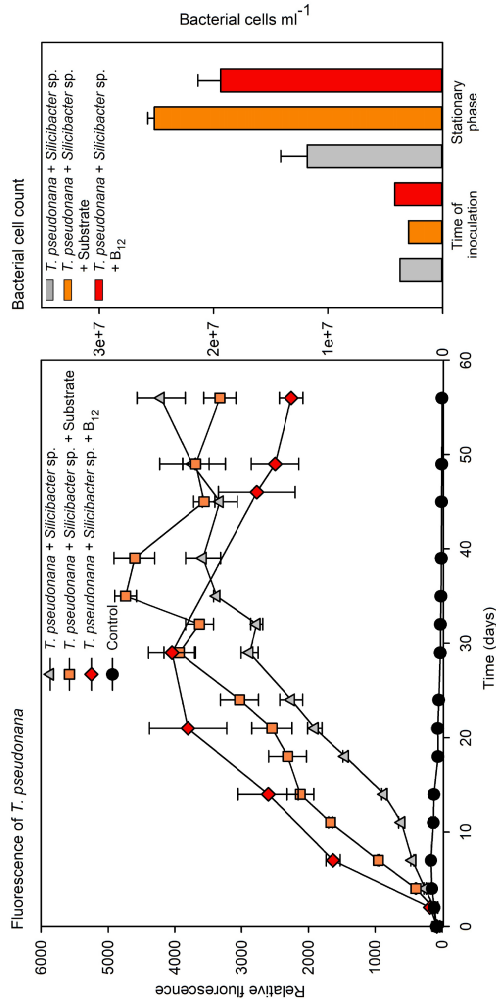 Fluorescence of T. pseudonana
T. pseudonana + Silicibacter sp.
T. pseudonana + Silicibacter sp. + Substrate
T. pseudonana + Silicibacter sp. + B12
Control
Relative fluorescence
6000
5000
4000
3000
2000
1000
0
0
10
20
30
40
50
60
Time (days)
Bacterial cell count
T. pseudonana + Silicibacter sp.
T. pseudonana + Silicibacter sp.
+ Substrate
T. pseudonana + Silicibacter sp.
+ B12
3e+7
2e+7
1e+7
0
Bacterial cells ml-1
Time of
inoculation
Stationary
phase